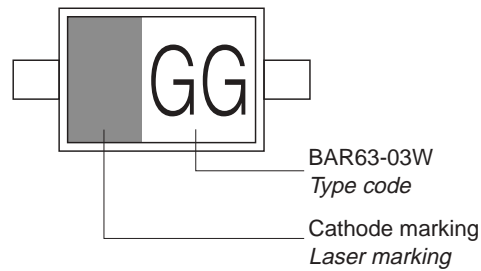 GG
BAR63-03W
Type code
Cathode marking
Laser marking